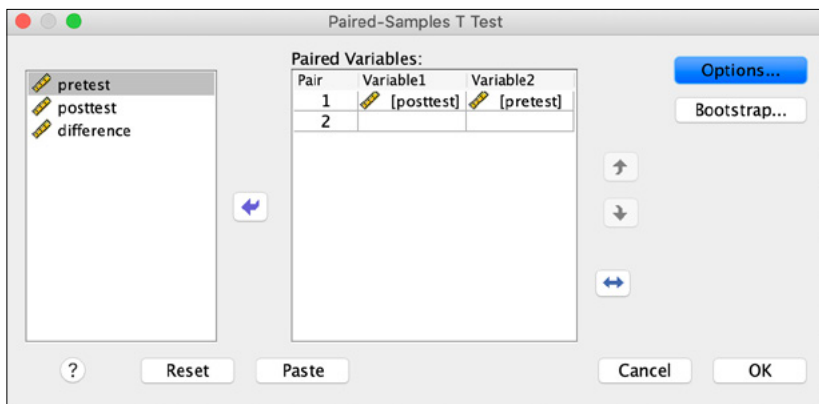 Paired-Samples T Test
pretest
posttest
difference
Paired Variables:
Pair Variable1 Variable2
1 [posttest] [pretest]
2
Options...
Bootstrap...
? Reset Paste Cancel OK